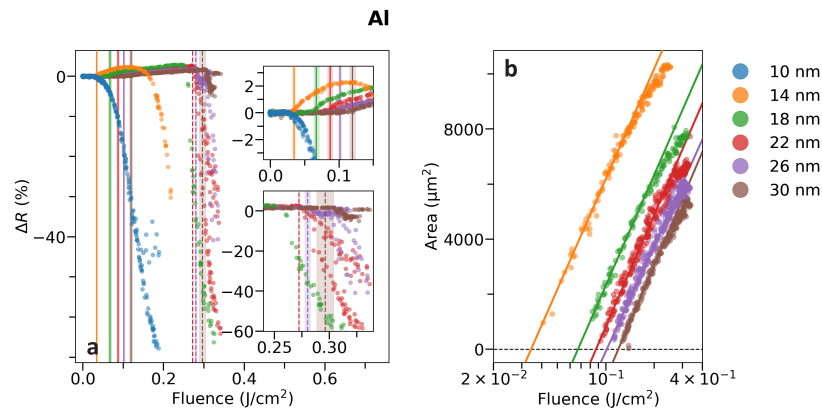 Al
0
−40
ΔR (%)
a
0.0
0.2
0.4
0.6
Fluence (J/cm²)
2
0
−2
0.0
0.1
0
−20
−40
−60
0.25
0.30
b
8000
4000
0
Area (μm²)
2 × 10⁻²
10⁻¹
4 × 10⁻¹
Fluence (J/cm²)
10 nm
14 nm
18 nm
22 nm
26 nm
30 nm